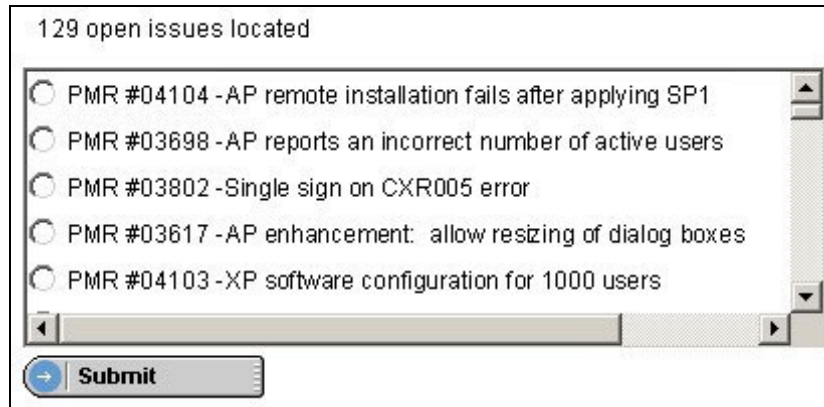 129 open issues located
PMR #04104 -AP remote installation fails after applying SP1
PMR #03698 -AP reports an incorrect number of active users
PMR #03802 -Single sign on CXR005 error
PMR #03617 -AP enhancement:  allow resizing of dialog boxes
PMR #04103 -XP software configuration for 1000 users
Submit